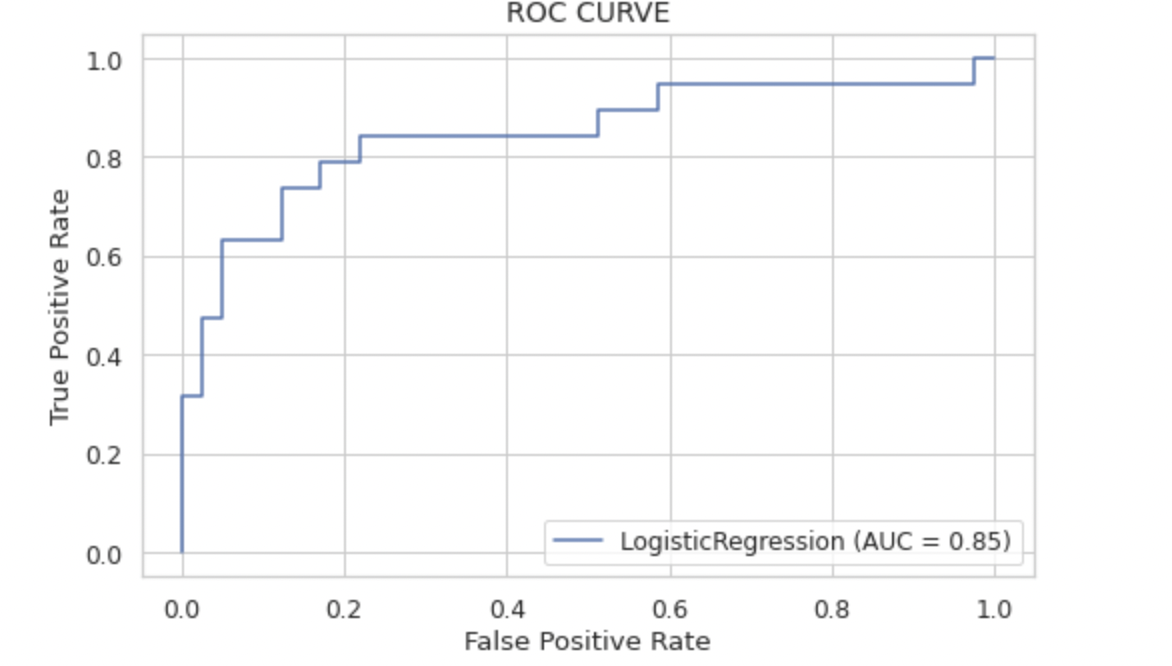 ROC CURVE
1.0
0.8
0.6
0.4
0.2
0.0
True Positive Rate
LogisticRegression (AUC = 0.85)
0.0 0.2 0.4 0.6 0.8 1.0
False Positive Rate